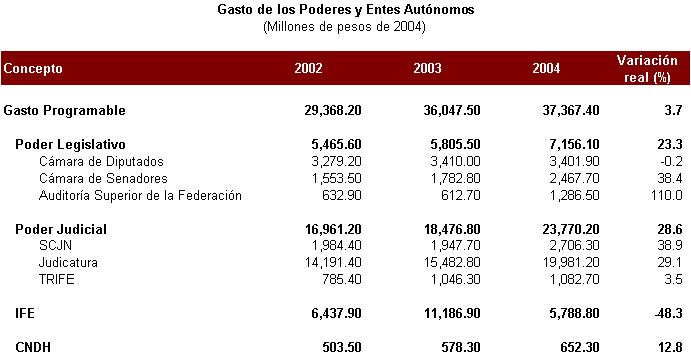 Gasto de los Poderes y Entes Autónomos
(Millones de pesos de 2004)
Concepto 2002 2003 2004 Variación real (%)
Gasto Programable 29,368.20 36,047.50 37,367.40 3.7
Poder Legislativo 5,465.60 5,805.50 7,156.10 23.3
Cámara de Diputados 3,279.20 3,410.00 3,401.90 -0.2
Cámara de Senadores 1,553.50 1,782.80 2,467.70 38.4
Auditoría Superior de la Federación 632.90 612.70 1,286.50 110.0
Poder Judicial 16,961.20 18,476.80 23,770.20 28.6
SCJN 1,984.40 1,947.70 2,706.30 38.9
Judicatura 14,191.40 15,482.80 19,981.20 29.1
TRIFE 785.40 1,046.30 1,082.70 3.5
IFE 6,437.90 11,186.90 5,788.80 -48.3
CNDH 503.50 578.30 652.30 12.8